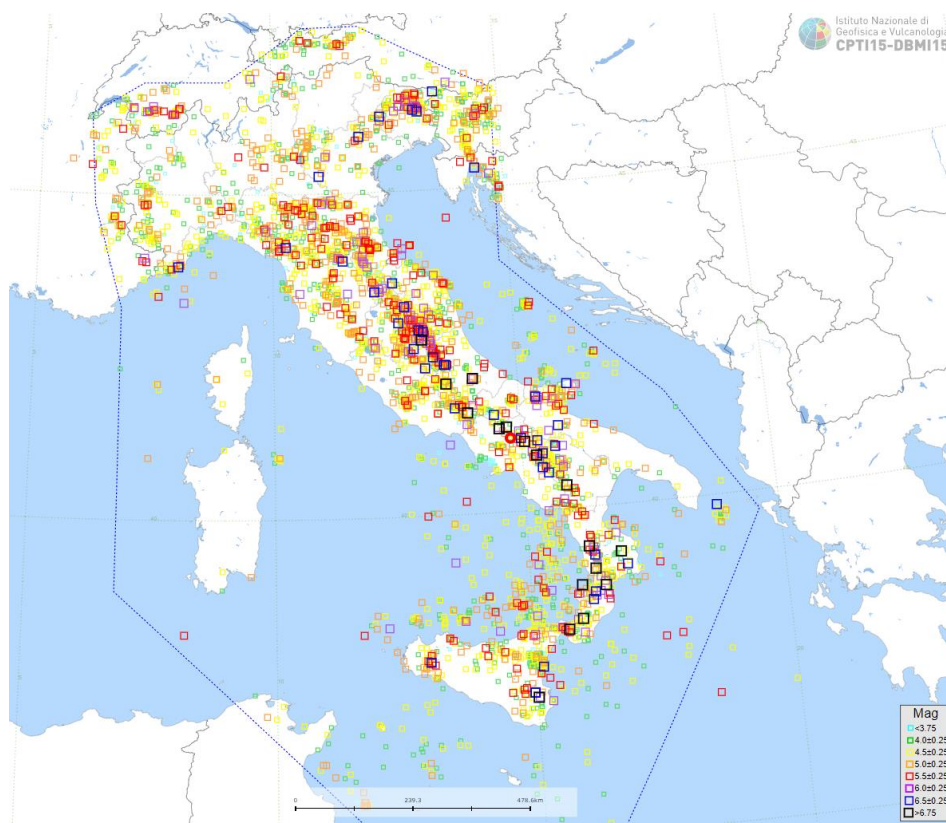 Istituto Nazionale di
Geofisica e Vulcanologia
CPTI15-DBMI15
Mag
<3.75
4.0±0.25
4.5±0.25
5.0±0.25
5.5±0.25
6.0±0.25
6.5±0.25
>6.75
0 239.3 478.6km